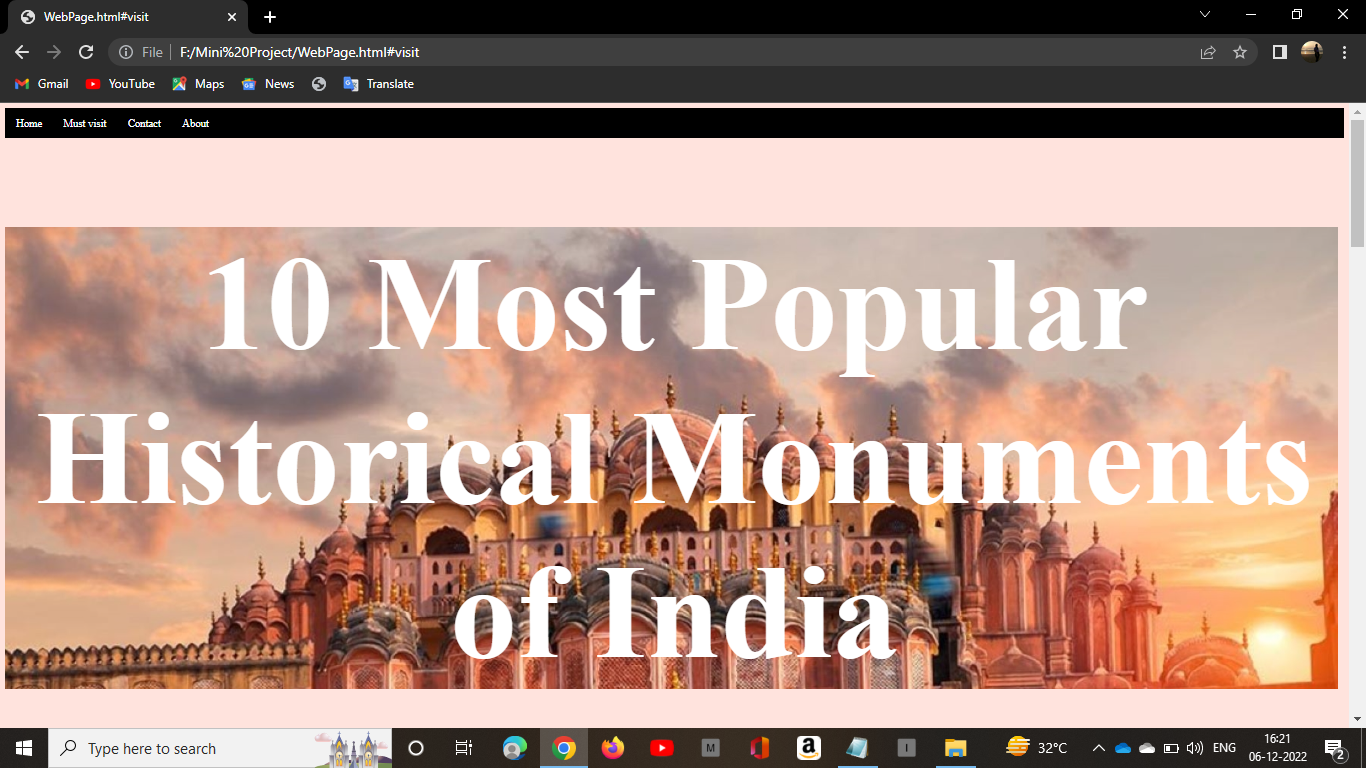 WebPage.html#visit
File
F:/Mini%20Project/WebPage.html#visit
Gmail
YouTube
Maps
News
Translate
Home
Must visit
Contact
About
10 Most Popular
Historical Monuments
of India
Type here to search
M
a
I
32°C
ENG
16:21
06-12-2022
2